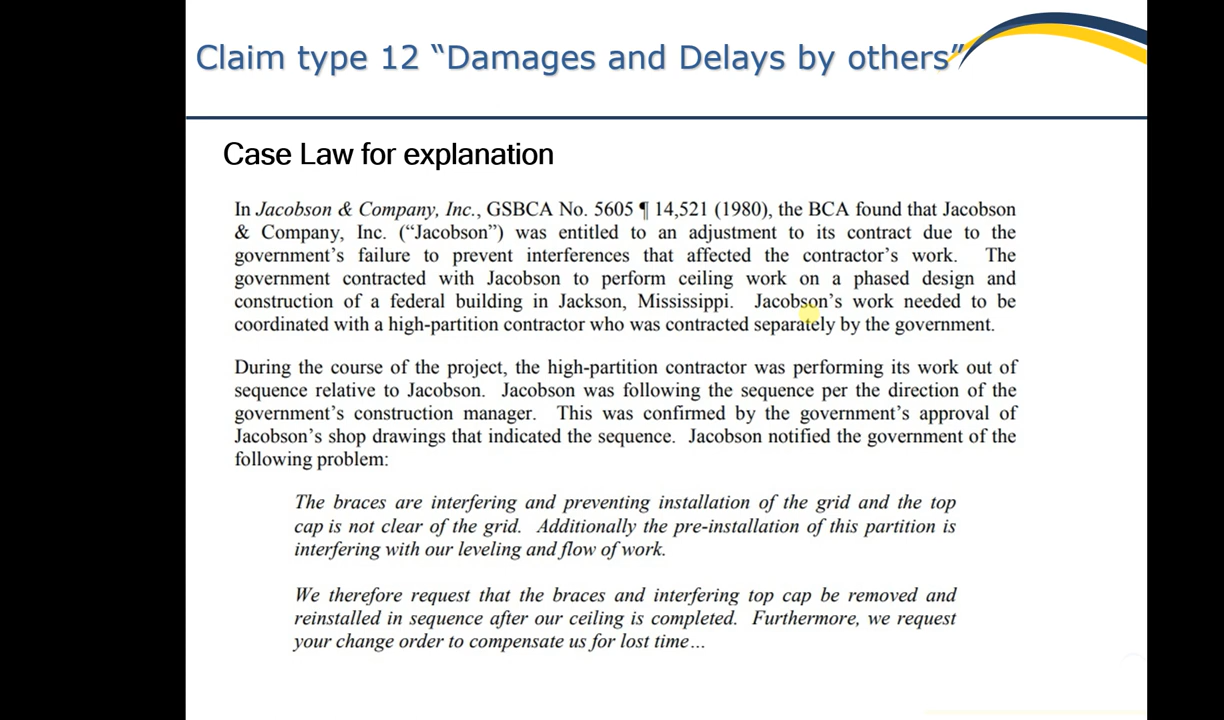 Claim type 12 “Damages and Delays by others”
Case Law for explanation
In Jacobson & Company, Inc., GSBCA No. 5605 ¶ 14,521 (1980), the BCA found that Jacobson
& Company, Inc. (“Jacobson”) was entitled to an adjustment to its contract due to the
government’s failure to prevent interferences that affected the contractor’s work. The
government contracted with Jacobson to perform ceiling work on a phased design and
construction of a federal building in Jackson, Mississippi. Jacobson’s work needed to be
coordinated with a high-partition contractor who was contracted separately by the government.
During the course of the project, the high-partition contractor was performing its work out of
sequence relative to Jacobson. Jacobson was following the sequence per the direction of the
government’s construction manager. This was confirmed by the government’s approval of
Jacobson’s shop drawings that indicated the sequence. Jacobson notified the government of the
following problem:
The braces are interfering and preventing installation of the grid and the top
cap is not clear of the grid. Additionally the pre-installation of this partition is
interfering with our leveling and flow of work.
We therefore request that the braces and interfering top cap be removed and
reinstalled in sequence after our ceiling is completed. Furthermore, we request
your change order to compensate us for lost time…